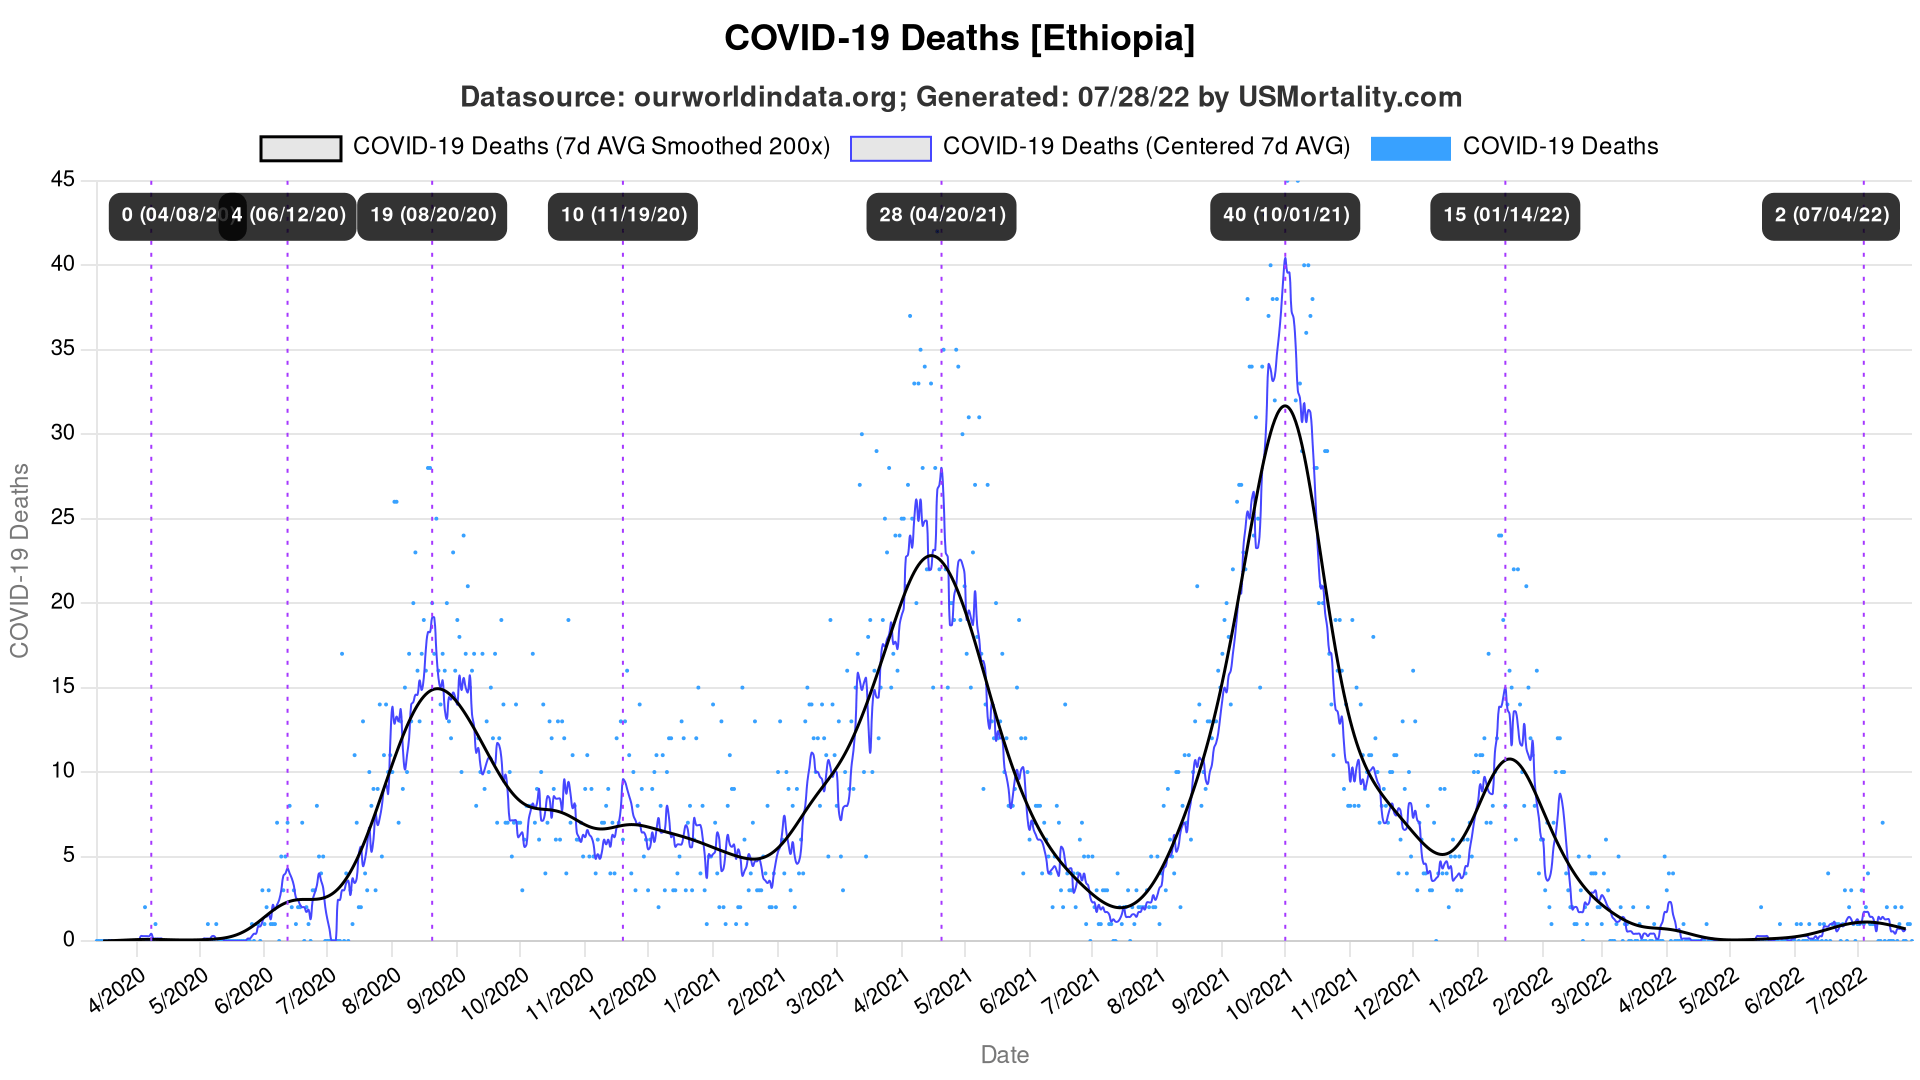 COVID-19 Deaths [Ethiopia]
Datasource: ourworldindata.org; Generated: 07/28/22 by USMortality.com
COVID-19 Deaths (7d AVG Smoothed 200x) COVID-19 Deaths (Centered 7d AVG) COVID-19 Deaths
45
0 (04/08/20) 4 (06/12/20) 19 (08/20/20) 10 (11/19/20) 28 (04/20/21) 40 (10/01/21) 15 (01/14/22) 2 (07/04/22)
40
35
30
25
20
15
10
5
0
COVID-19 Deaths
4/2020 5/2020 6/2020 7/2020 8/2020 9/2020 10/2020 11/2020 12/2020 1/2021 2/2021 3/2021 4/2021 5/2021 6/2021 7/2021 8/2021 9/2021 10/2021 11/2021 12/2021 1/2022 2/2022 3/2022 4/2022 5/2022 6/2022 7/2022
Date